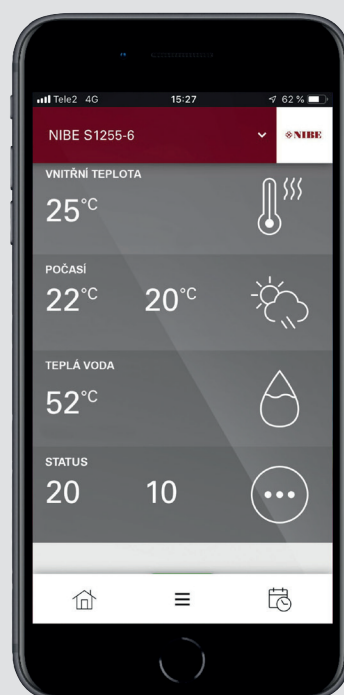 Tele2 4G 15:27 62 %
NIBE S1255-6 NIBE
VNITŘNÍ TEPLOTA
25°C
POČASÍ
22°C 20°C
TEPLÁ VODA
52°C
STATUS
20 10